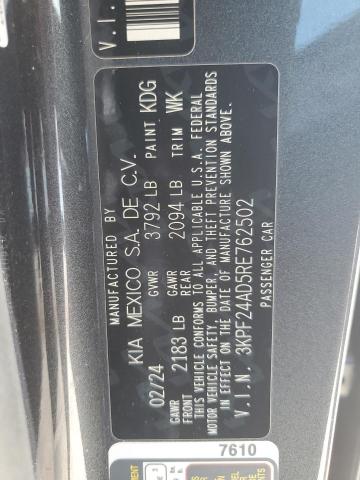 V.I.
MANUFACTURED BY
KIA MEXICO S.A. DE C.V.
02/24 GVWR 3792 LB PAINT KDG
GAWR FRONT 2183 LB GAWR REAR 2094 LB TRIM WK
THIS VEHICLE CONFORMS TO ALL APPLICABLE U.S.A. FEDERAL
MOTOR VEHICLE SAFETY, BUMPER, AND THEFT PREVENTION STANDARDS
IN EFFECT ON THE DATE OF MANUFACTURE SHOWN ABOVE.
V.I.N. 3KPF24AD5RE762502
PASSENGER CAR
7610